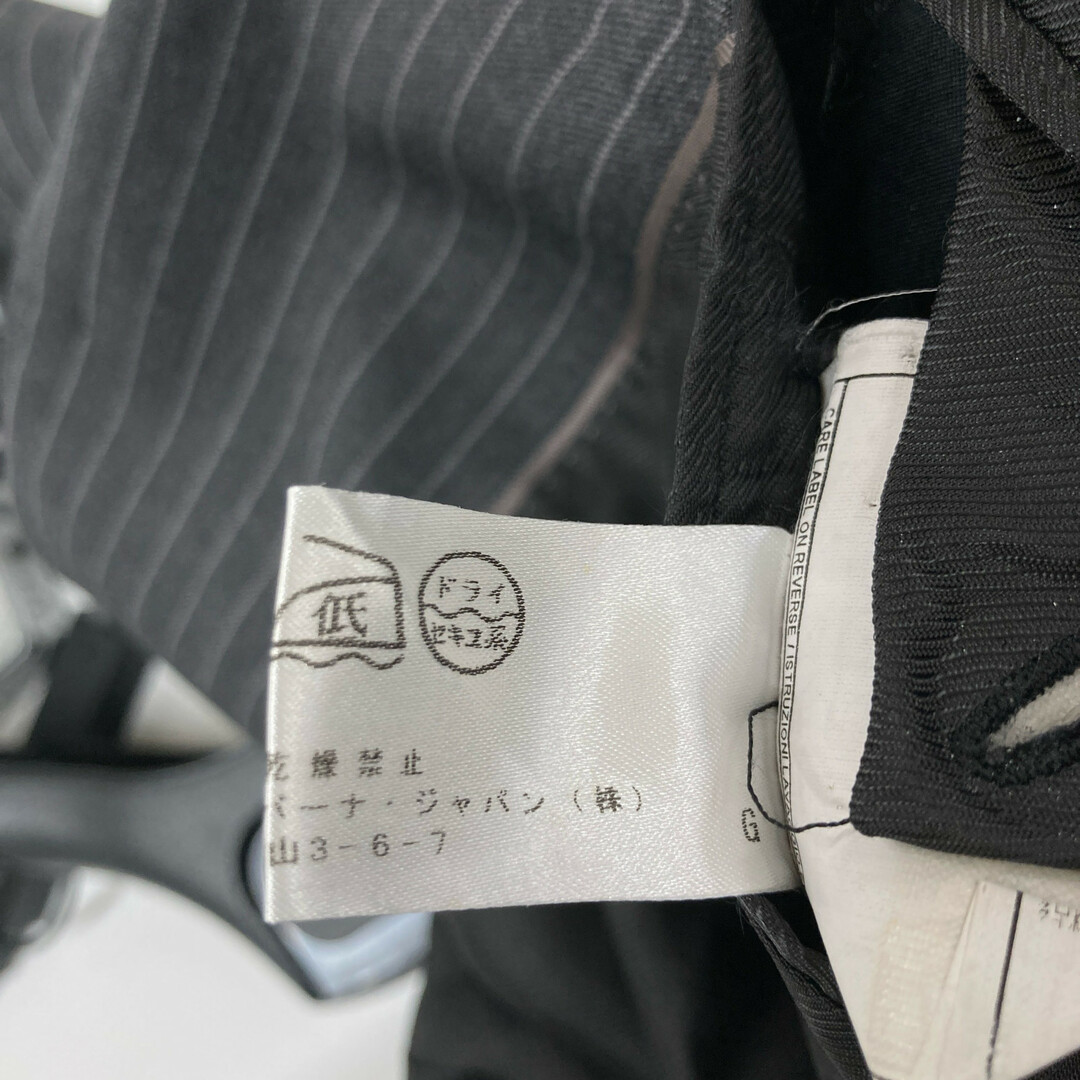 低
ドライ
セキユ系
乾燥禁止
バーナ・ジャパン（株）
山3-6-7
CARE LABEL ON REVERSE / ISTRUZIONI LAVA